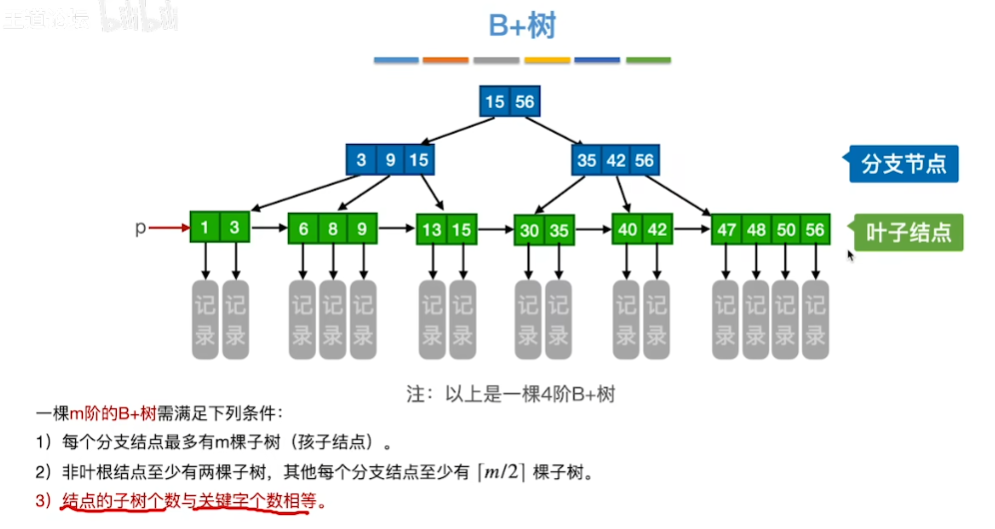 王道论坛 bilibili
B+树
15 56
3 9 15 35 42 56 分支节点
p 1 3 6 8 9 13 15 30 35 40 42 47 48 50 56 叶子结点
记录 记录 记录 记录 记录 记录 记录 记录 记录 记录 记录 记录 记录 记录 记录
注：以上是一棵4阶B+树
一棵m阶的B+树需满足下列条件：
1）每个分支结点最多有m棵子树（孩子结点）。
2）非叶根结点至少有两棵子树，其他每个分支结点至少有 ⌈m/2⌉ 棵子树。
3）结点的子树个数与关键字个数相等。